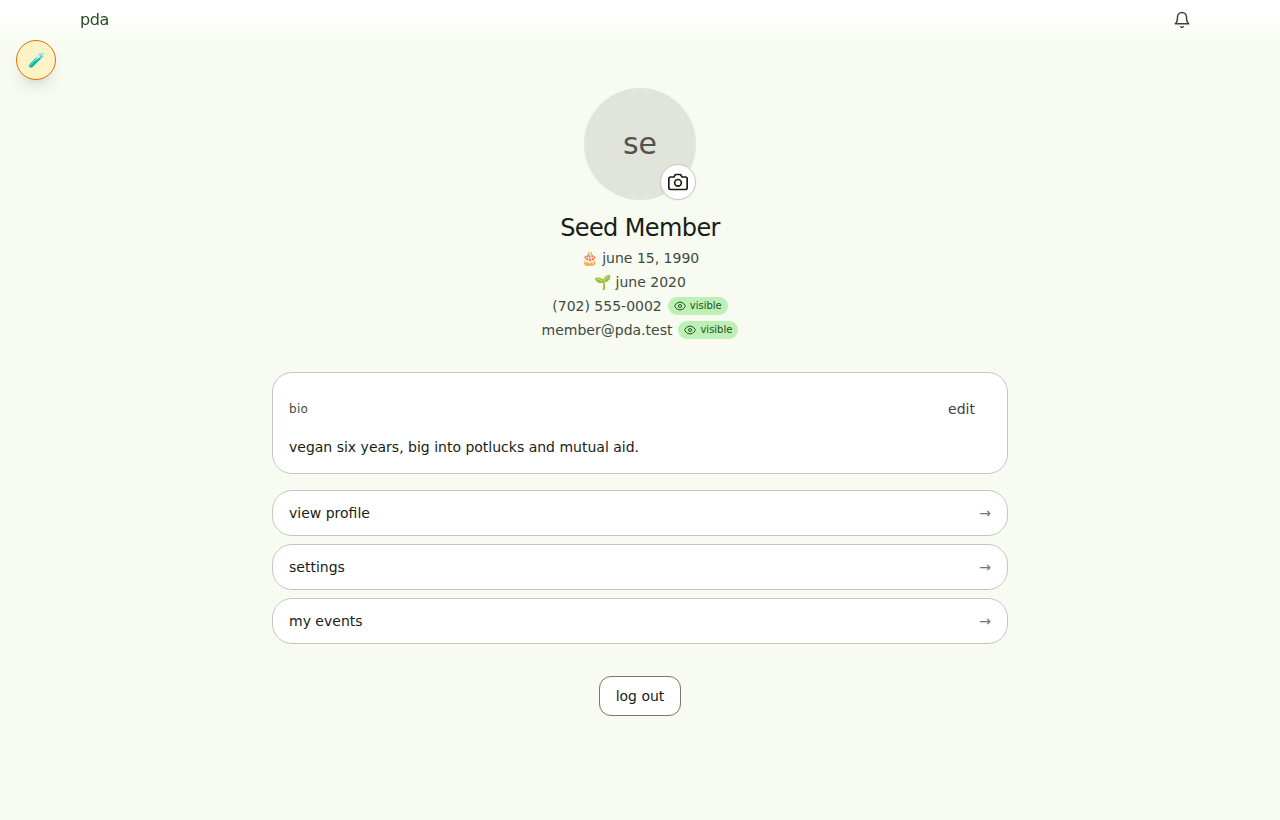 pda
se
Seed Member
🎂 june 15, 1990
🌱 june 2020
(702) 555-0002 visible
member@pda.test visible
bio
edit
vegan six years, big into potlucks and mutual aid.
view profile →
settings →
my events →
log out